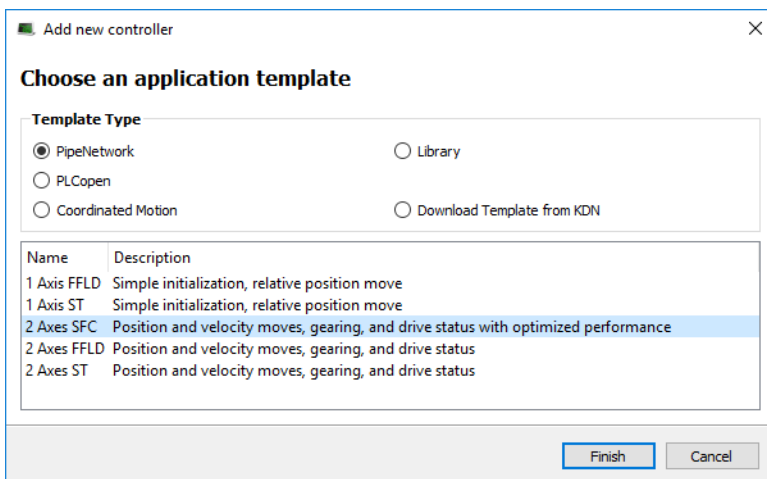 Add new controller
Choose an application template
Template Type
PipeNetwork Library
PLCopen
Coordinated Motion Download Template from KDN
Name Description
1 Axis FFLD Simple initialization, relative position move
1 Axis ST Simple initialization, relative position move
2 Axes SFC Position and velocity moves, gearing, and drive status with optimized performance
2 Axes FFLD Position and velocity moves, gearing, and drive status
2 Axes ST Position and velocity moves, gearing, and drive status
Finish Cancel